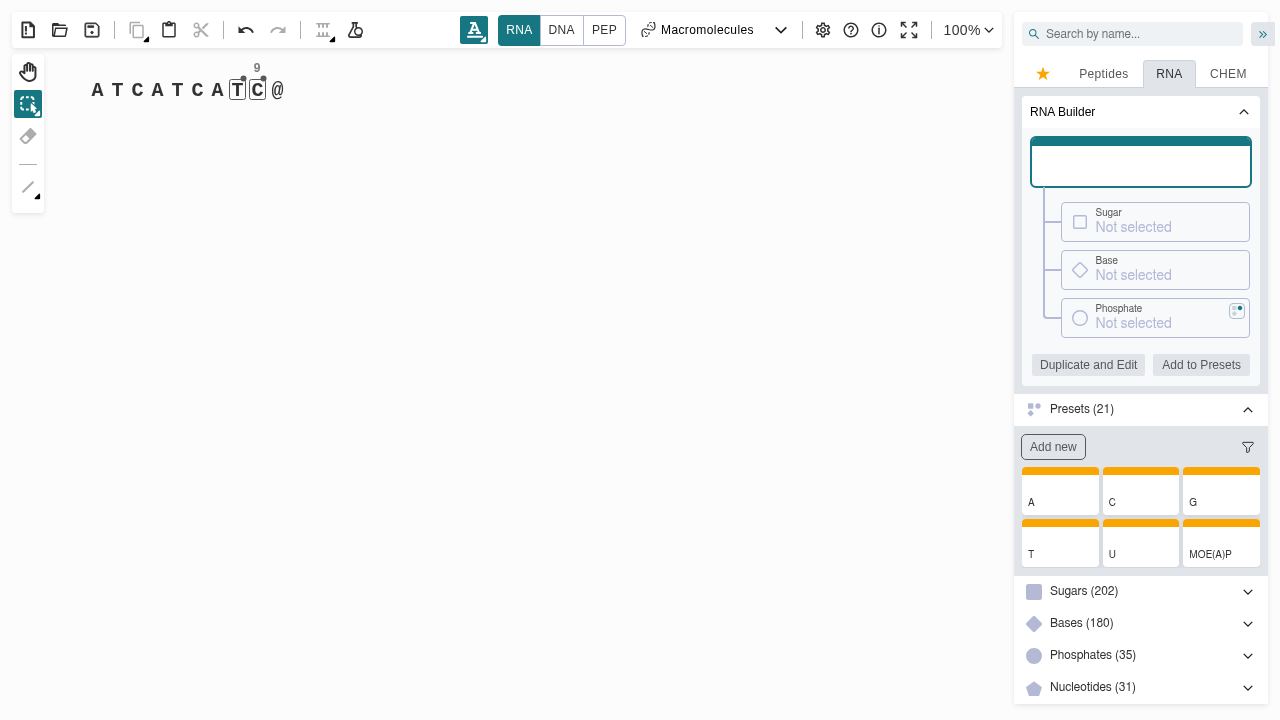 A RNA DNA PEP Macromolecules 100%
9
A T C A T C A T C @
Search by name...
Peptides RNA CHEM
RNA Builder
Sugar
Not selected
Base
Not selected
Phosphate
Not selected
Duplicate and Edit Add to Presets
Presets (21)
Add new
A C G
T U MOE(A)P
Sugars (202)
Bases (180)
Phosphates (35)
Nucleotides (31)